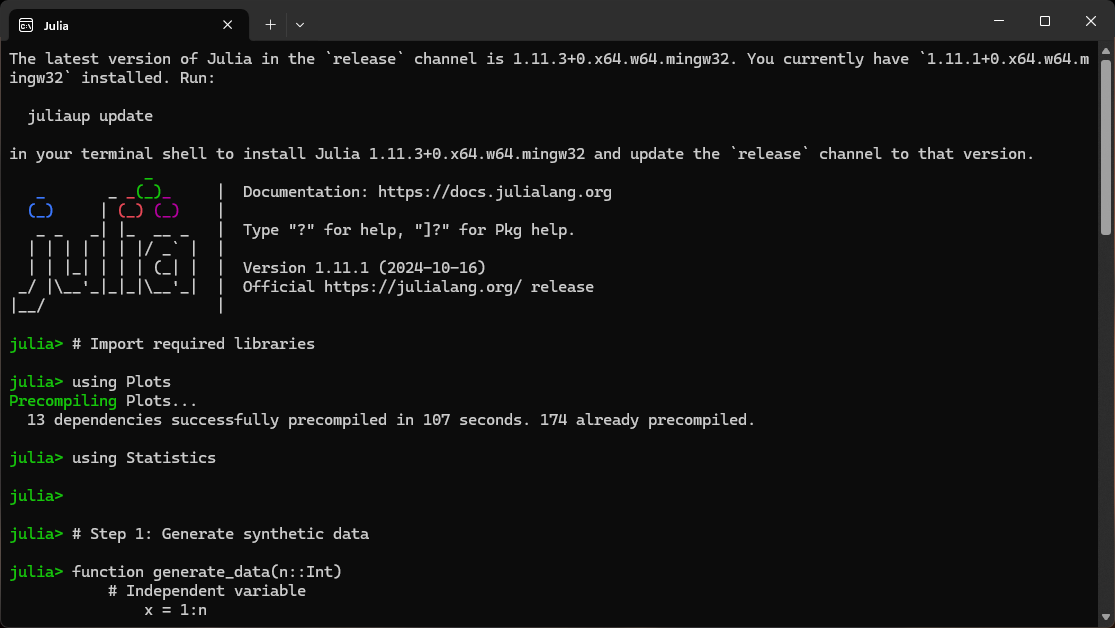 Julia
The latest version of Julia in the `release` channel is 1.11.3+0.x64.w64.mingw32. You currently have `1.11.1+0.x64.w64.m
ingw32` installed. Run:
  juliaup update
in your terminal shell to install Julia 1.11.3+0.x64.w64.mingw32 and update the `release` channel to that version.
               _
   _       _ _(_)_     |  Documentation: https://docs.julialang.org
  (_)     | (_) (_)    |
   _ _   _| |_  __ _   |  Type "?" for help, "]?" for Pkg help.
  | | | | | | |/ _` |  |
  | | |_| | | | (_| |  |  Version 1.11.1 (2024-10-16)
 _/ |\__'_|_|_|\__'_|  |  Official https://julialang.org/ release
|__/                   |
julia> # Import required libraries
julia> using Plots
Precompiling Plots...
  13 dependencies successfully precompiled in 107 seconds. 174 already precompiled.
julia> using Statistics
julia>
julia> # Step 1: Generate synthetic data
julia> function generate_data(n::Int)
           # Independent variable
               x = 1:n